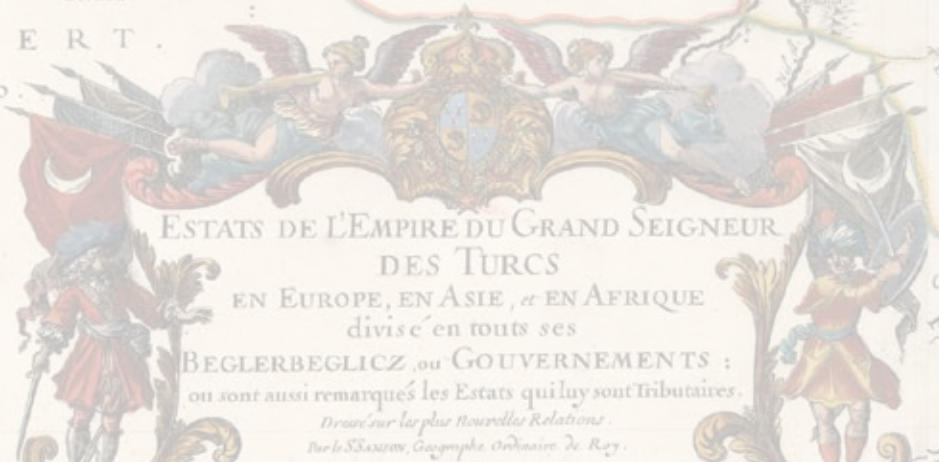 E R T .
ESTATS DE L'EMPIRE DU GRAND SEIGNEUR
DES TURCS
EN EUROPE, EN ASIE, et EN AFRIQUE
divisé en touts ses
BEGLERBEGLICZ, ou GOUVERNEMENTS :
ou sont aussi remarqués les Estats qui luy sont Tributaires.
Dressé sur les plus Nouvelles Relations.
Par le S. SANSON, Geographe Ordinaire du Roy.